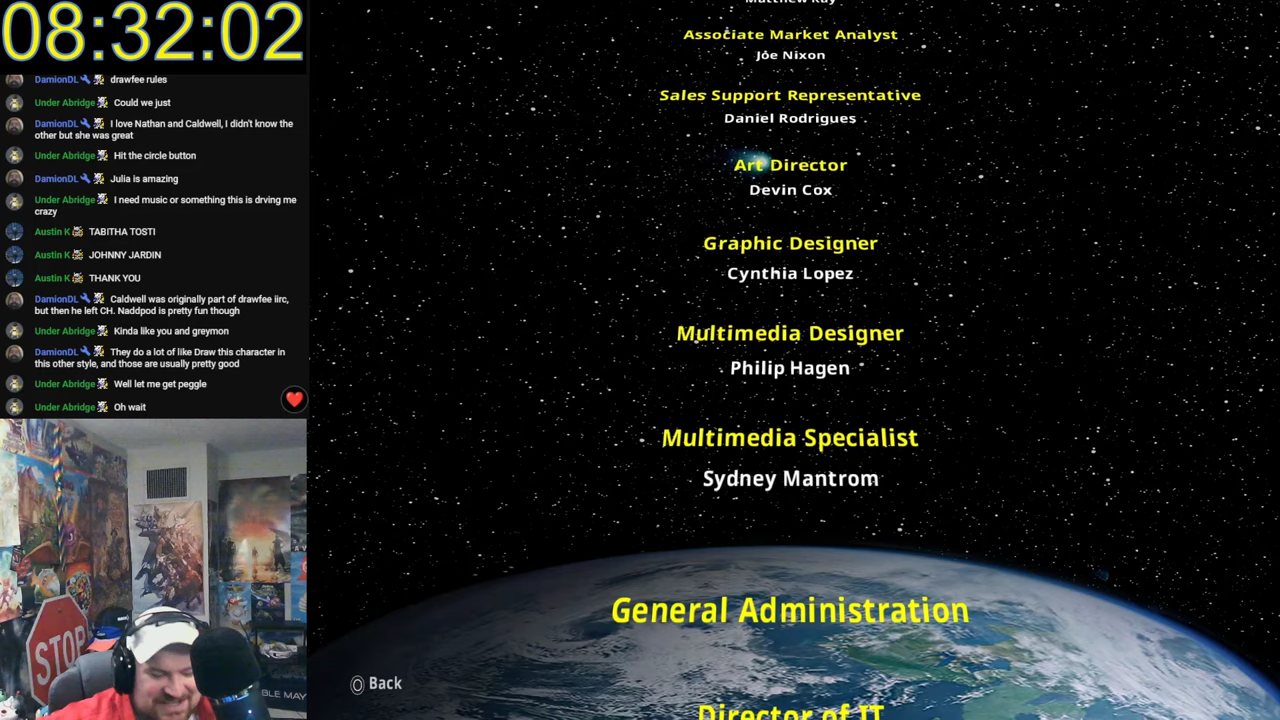 08:32:02
DamionDL drawfee rules
Under Abridge Could we just
DamionDL I love Nathan and Caldwell, I didn't know the
other but she was great
Under Abridge Hit the circle button
DamionDL Julia is amazing
Under Abridge I need music or something this is drving me
crazy
Austin K TABITHA TOSTI
Austin K JOHNNY JARDIN
Austin K THANK YOU
DamionDL Caldwell was originally part of drawfee iirc,
but then he left CH. Naddpod is pretty fun though
Under Abridge Kinda like you and greymon
DamionDL They do a lot of like Draw this character in
this other style, and those are usually pretty good
Under Abridge Well let me get peggle
Under Abridge Oh wait
STOP
BLE MAY
Matthew Ray
Associate Market Analyst
Joe Nixon
Sales Support Representative
Daniel Rodrigues
Art Director
Devin Cox
Graphic Designer
Cynthia Lopez
Multimedia Designer
Philip Hagen
Multimedia Specialist
Sydney Mantrom
General Administration
Back
Director of IT